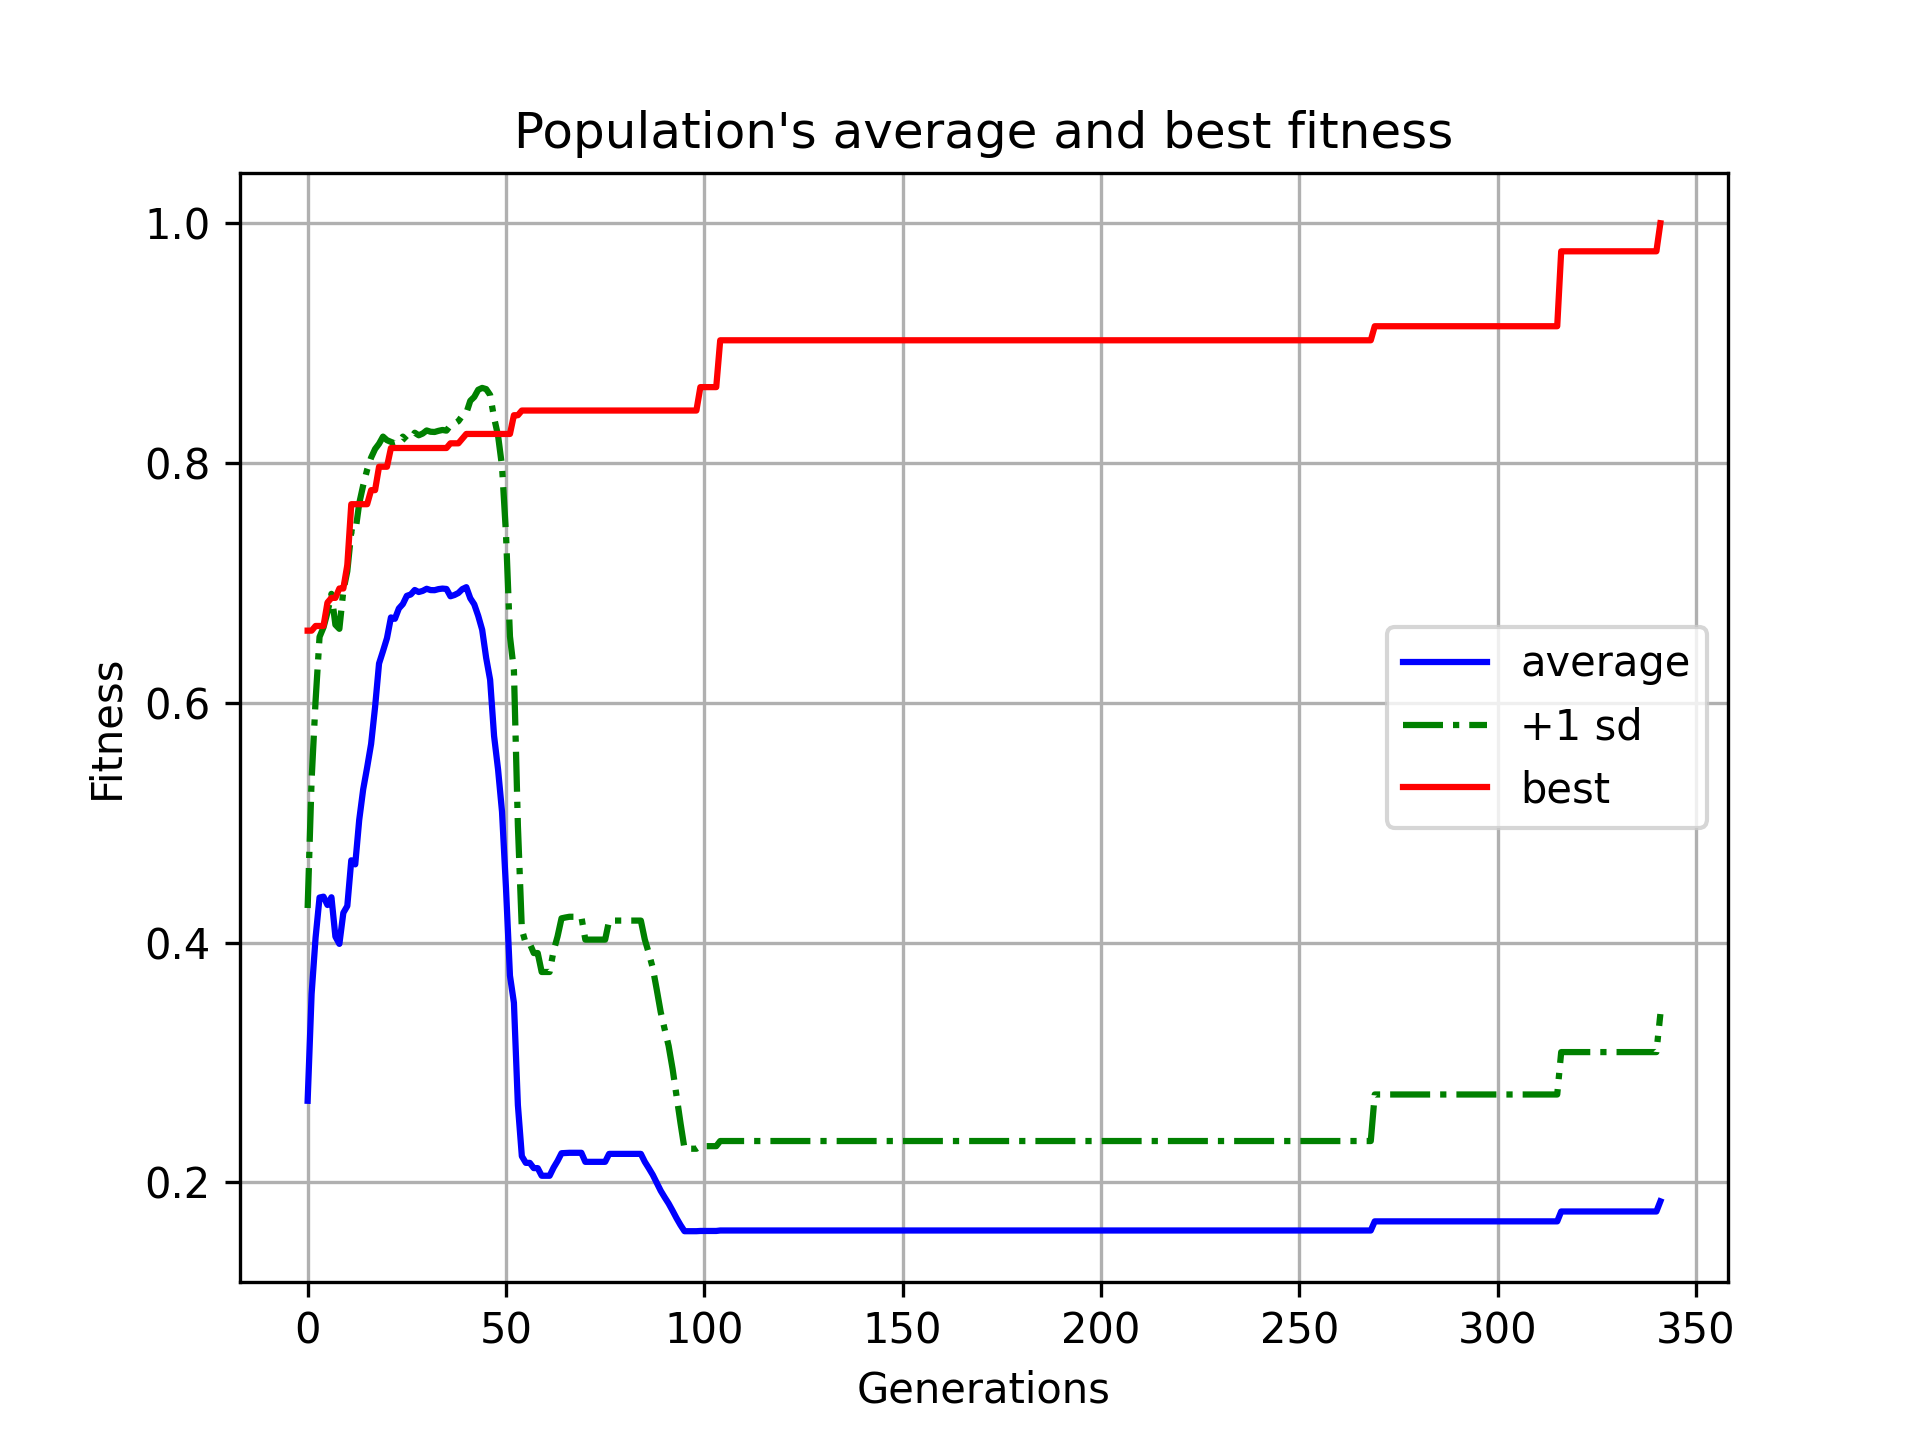 Population's average and best fitness
1.0
0.8
0.6
0.4
0.2
Fitness
average
+1 sd
best
0 50 100 150 200 250 300 350
Generations